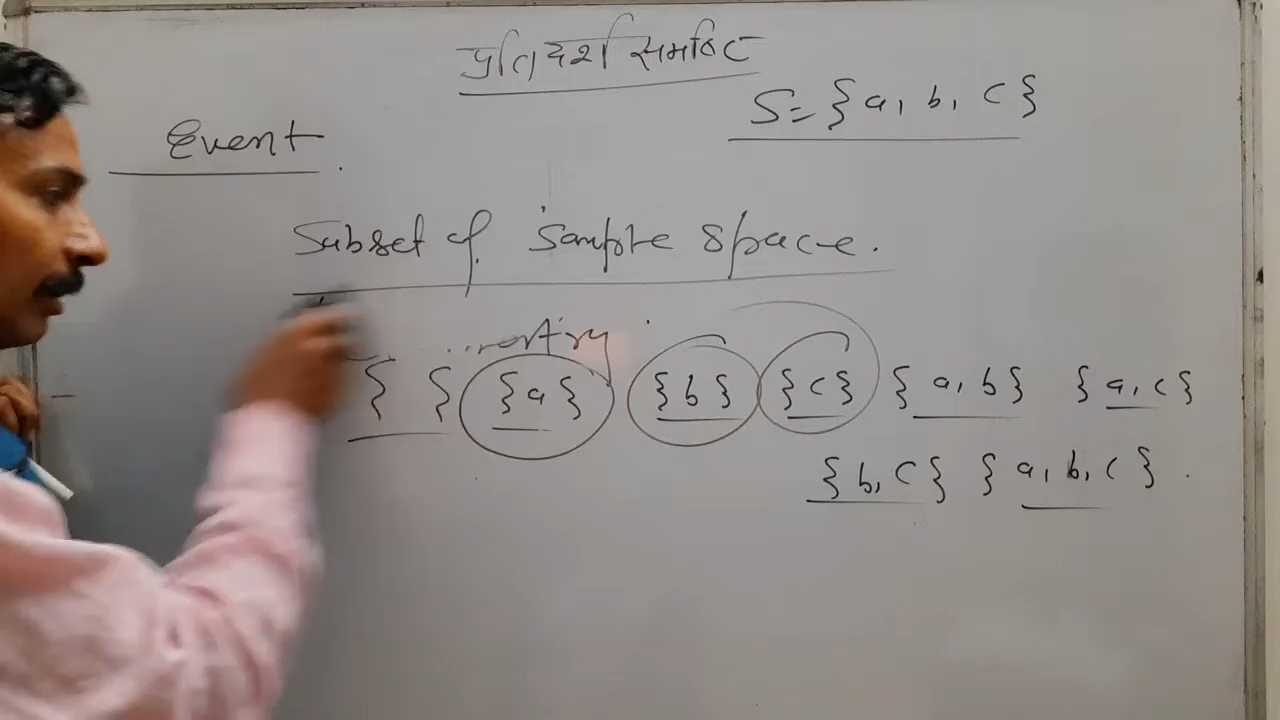 प्रतिदर्श समष्टि
S = {a, b, c}
Event.
Subset of sample space.
{ } {a} {b} {c} {a, b} {a, c}
{b, c} {a, b, c}.